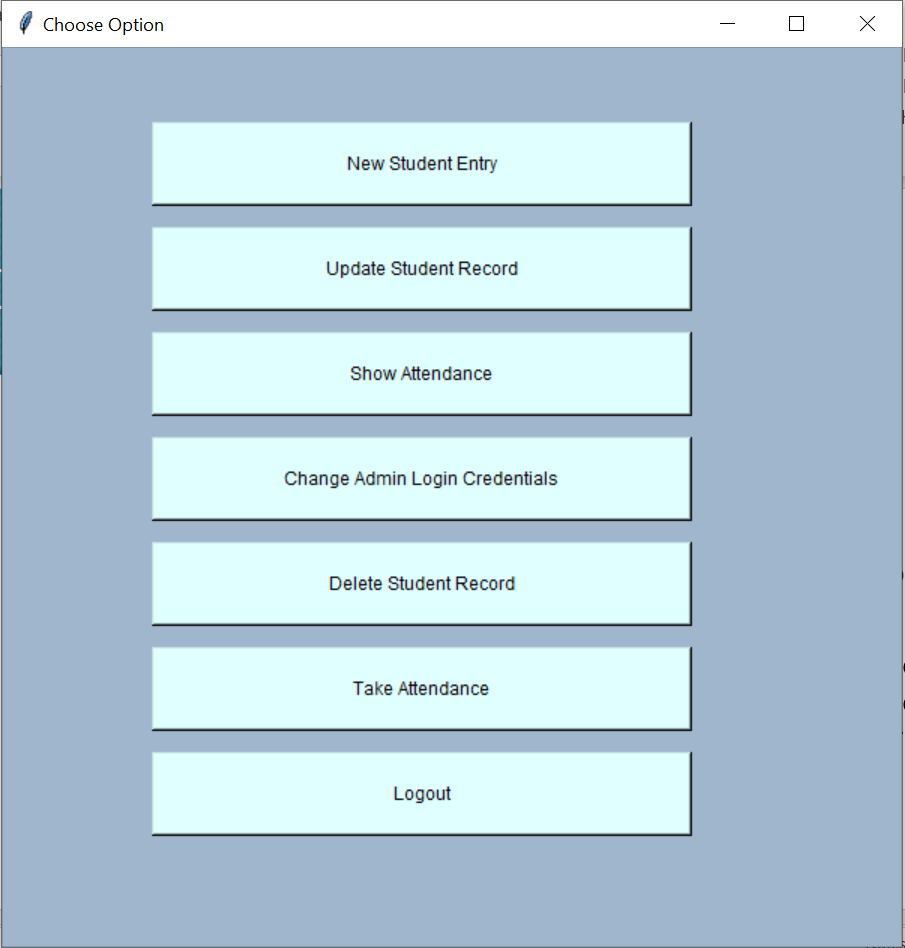 Choose Option
New Student Entry
Update Student Record
Show Attendance
Change Admin Login Credentials
Delete Student Record
Take Attendance
Logout